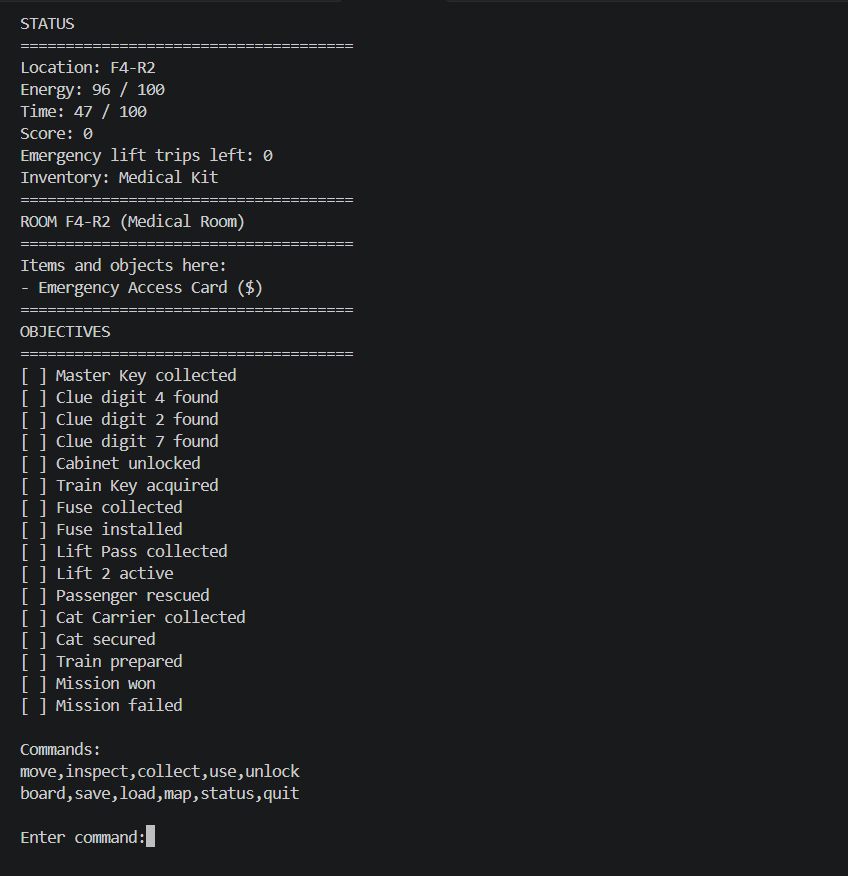 STATUS
=====================================
Location: F4-R2
Energy: 96 / 100
Time: 47 / 100
Score: 0
Emergency lift trips left: 0
Inventory: Medical Kit
=====================================
ROOM F4-R2 (Medical Room)
=====================================
Items and objects here:
- Emergency Access Card ($)
=====================================
OBJECTIVES
=====================================
[ ] Master Key collected
[ ] Clue digit 4 found
[ ] Clue digit 2 found
[ ] Clue digit 7 found
[ ] Cabinet unlocked
[ ] Train Key acquired
[ ] Fuse collected
[ ] Fuse installed
[ ] Lift Pass collected
[ ] Lift 2 active
[ ] Passenger rescued
[ ] Cat Carrier collected
[ ] Cat secured
[ ] Train prepared
[ ] Mission won
[ ] Mission failed
Commands:
move,inspect,collect,use,unlock
board,save,load,map,status,quit
Enter command: